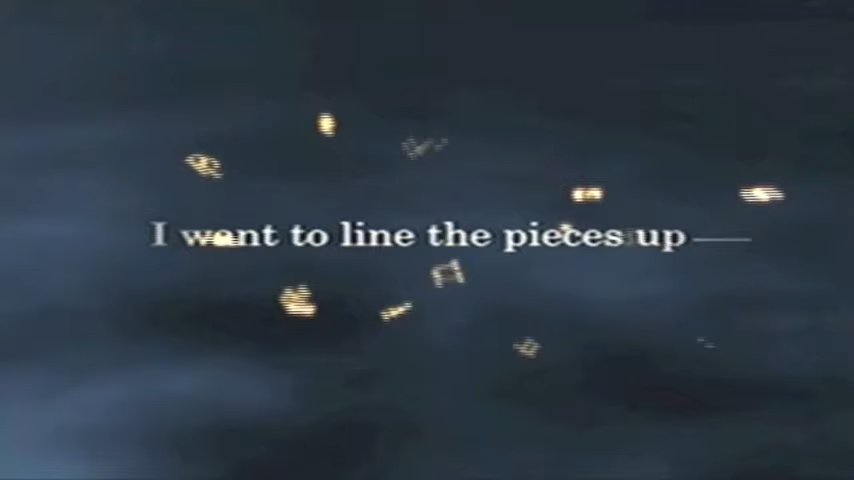 I want to line the pieces up——